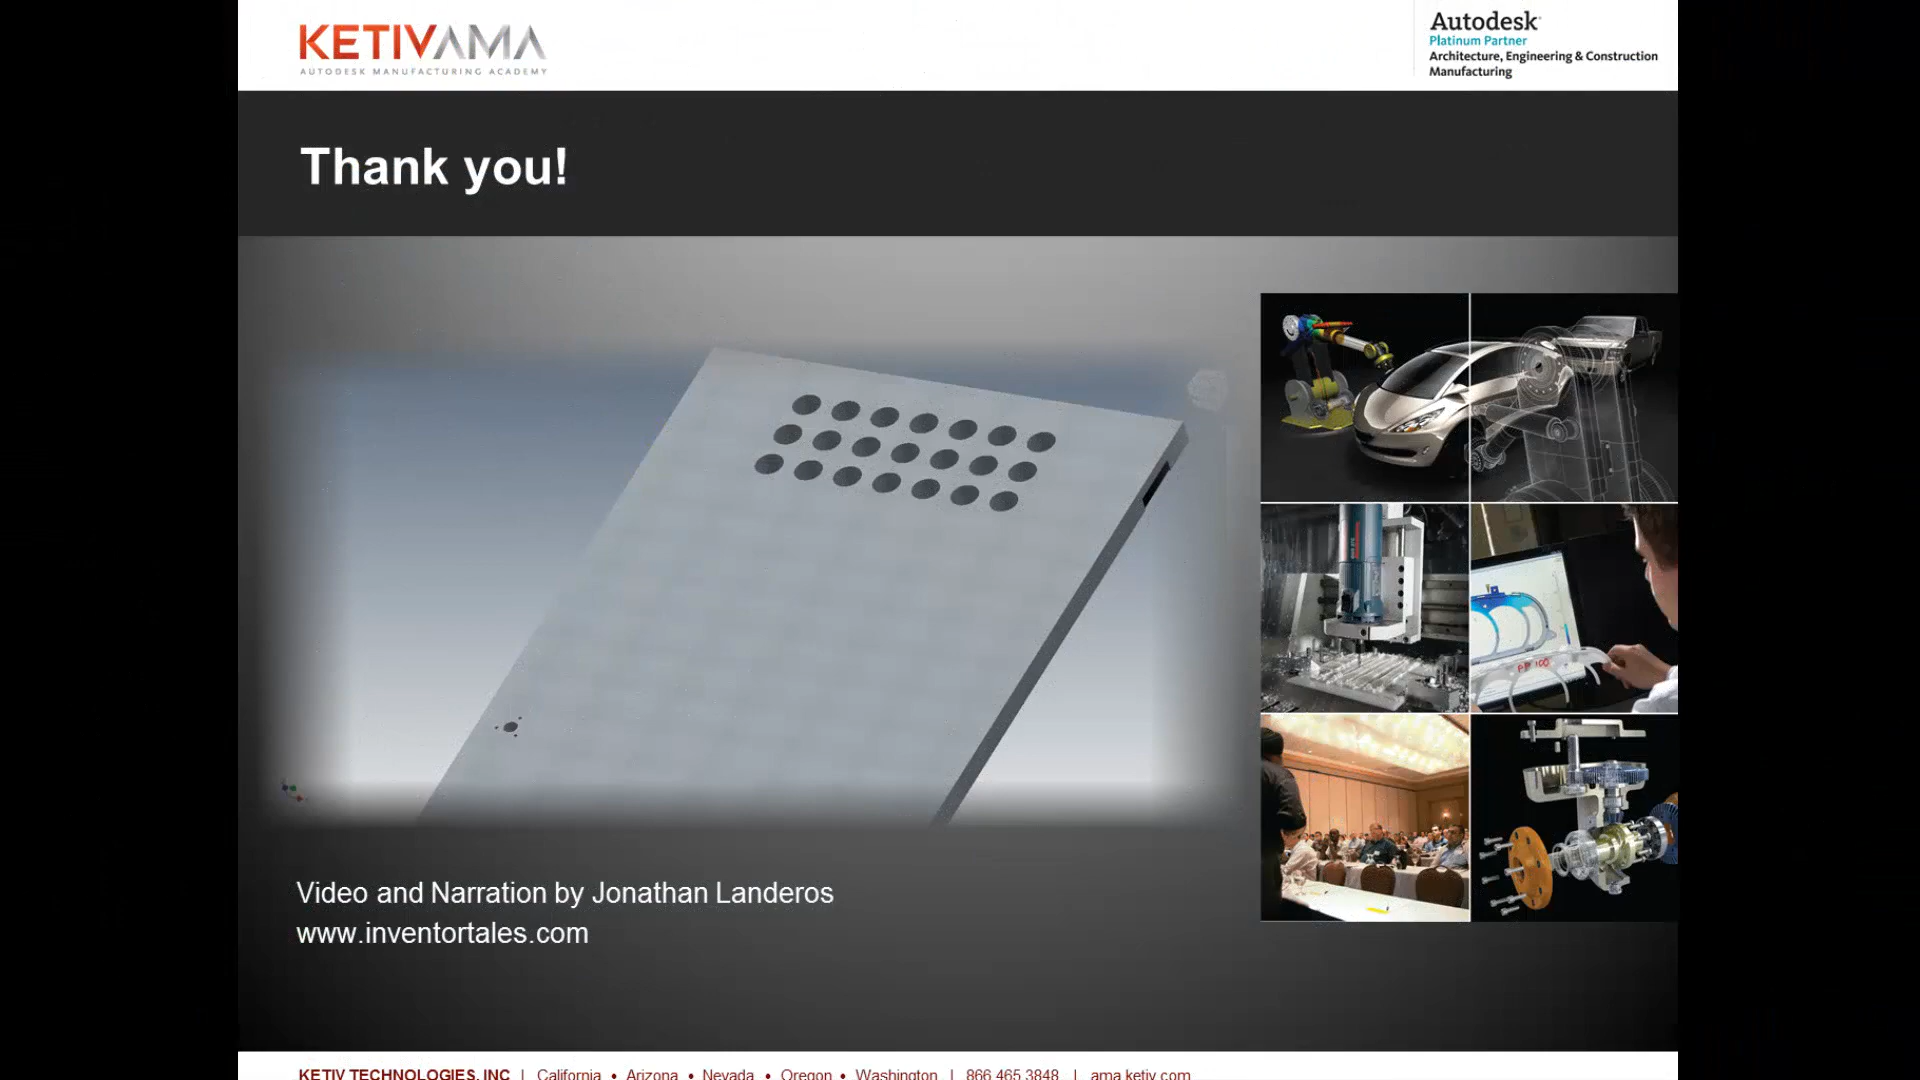 KETIVAMA
AUTODESK MANUFACTURING ACADEMY
Autodesk
Platinum Partner
Architecture, Engineering & Construction
Manufacturing
Thank you!
Video and Narration by Jonathan Landeros
www.inventortales.com
KETIV TECHNOLOGIES, INC | California • Arizona • Nevada • Oregon • Washington | 866.465.3848 | ama.ketiv.com